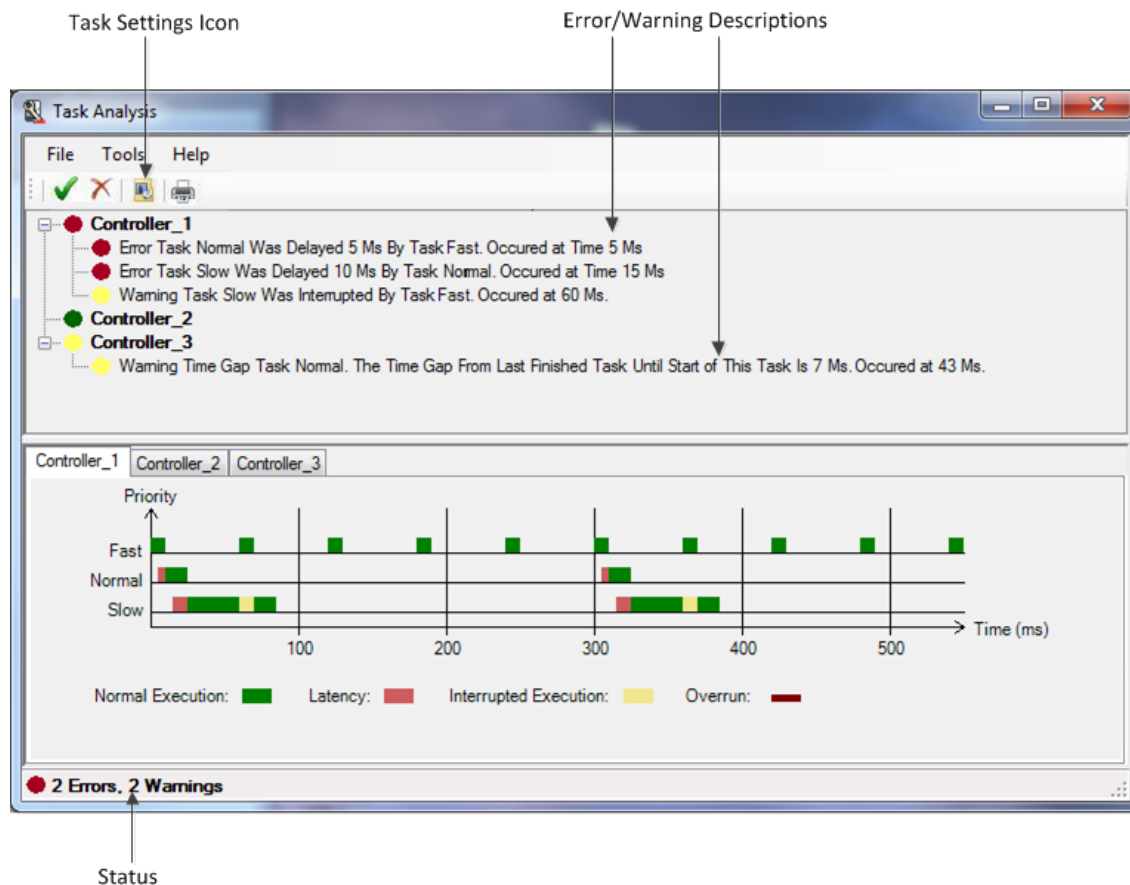 Task Settings Icon
Error/Warning Descriptions
Task Analysis
File Tools Help
Controller_1
Error Task Normal Was Delayed 5 Ms By Task Fast. Occured at Time 5 Ms
Error Task Slow Was Delayed 10 Ms By Task Normal. Occured at Time 15 Ms
Warning Task Slow Was Interrupted By Task Fast. Occured at 60 Ms.
Controller_2
Controller_3
Warning Time Gap Task Normal. The Time Gap From Last Finished Task Until Start of This Task Is 7 Ms. Occured at 43 Ms.
Controller_1 Controller_2 Controller_3
Priority
Fast
Normal
Slow
Time (ms)
100 200 300 400 500
Normal Execution: Latency: Interrupted Execution: Overrun:
2 Errors, 2 Warnings
Status